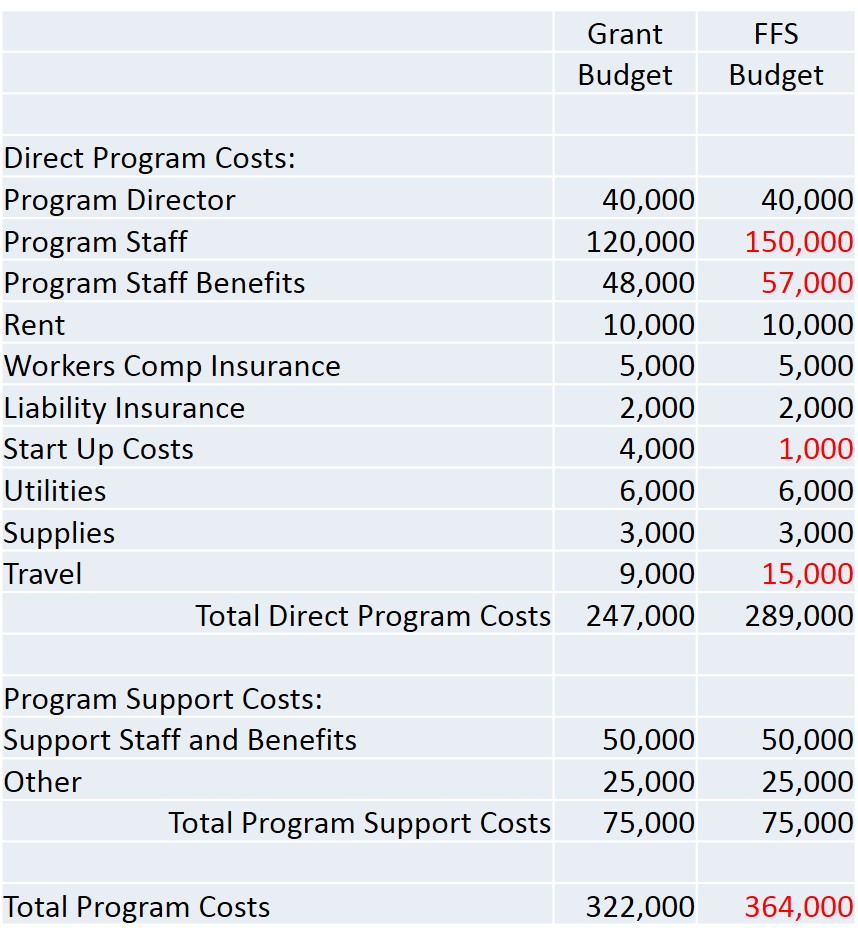 Grant FFS
Budget Budget
Direct Program Costs:
Program Director 40,000 40,000
Program Staff 120,000 150,000
Program Staff Benefits 48,000 57,000
Rent 10,000 10,000
Workers Comp Insurance 5,000 5,000
Liability Insurance 2,000 2,000
Start Up Costs 4,000 1,000
Utilities 6,000 6,000
Supplies 3,000 3,000
Travel 9,000 15,000
Total Direct Program Costs 247,000 289,000
Program Support Costs:
Support Staff and Benefits 50,000 50,000
Other 25,000 25,000
Total Program Support Costs 75,000 75,000
Total Program Costs 322,000 364,000